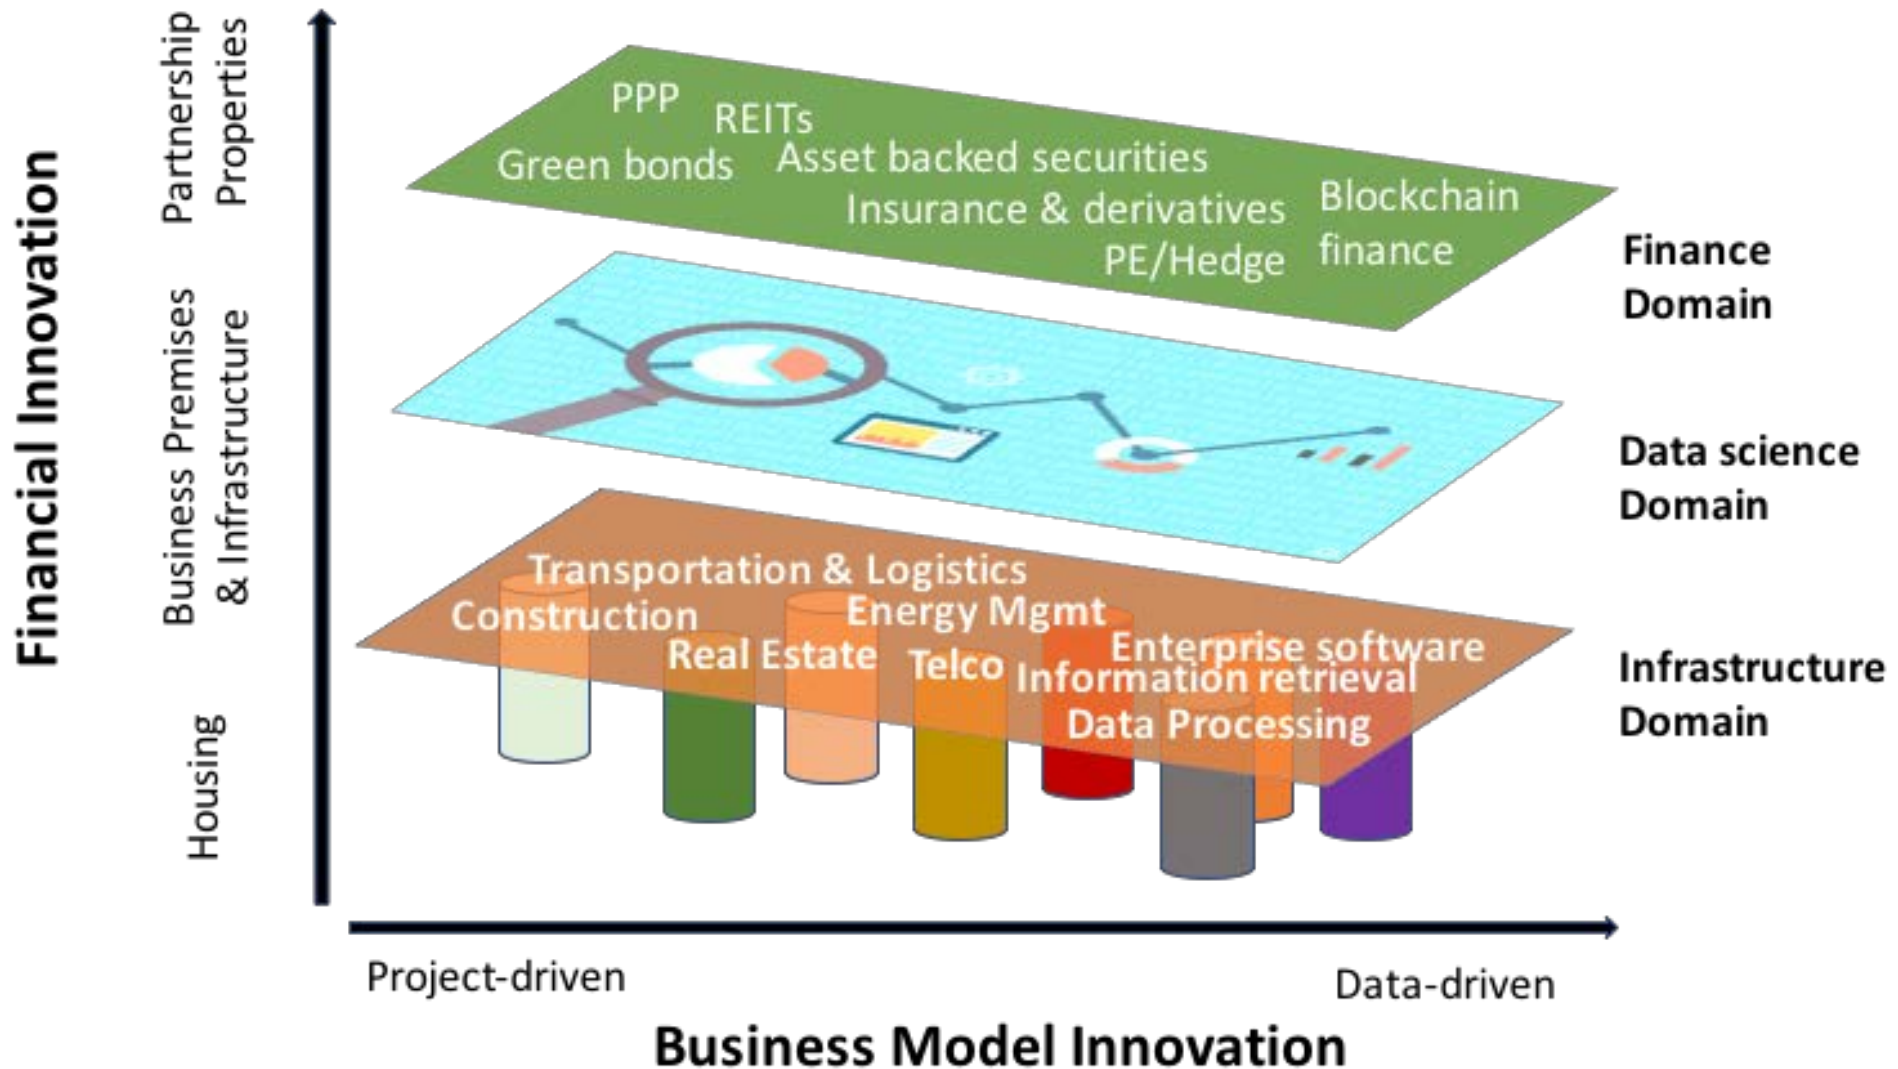 Financial Innovation
Partnership
Properties
Business Premises
& Infrastructure
Housing
PPP
REITs
Green bonds
Asset backed securities
Insurance & derivatives
PE/Hedge
Blockchain
finance
Finance
Domain
Data science
Domain
Transportation & Logistics
Construction
Energy Mgmt
Real Estate
Telco
Enterprise software
Information retrieval
Data Processing
Infrastructure
Domain
Project-driven
Data-driven
Business Model Innovation